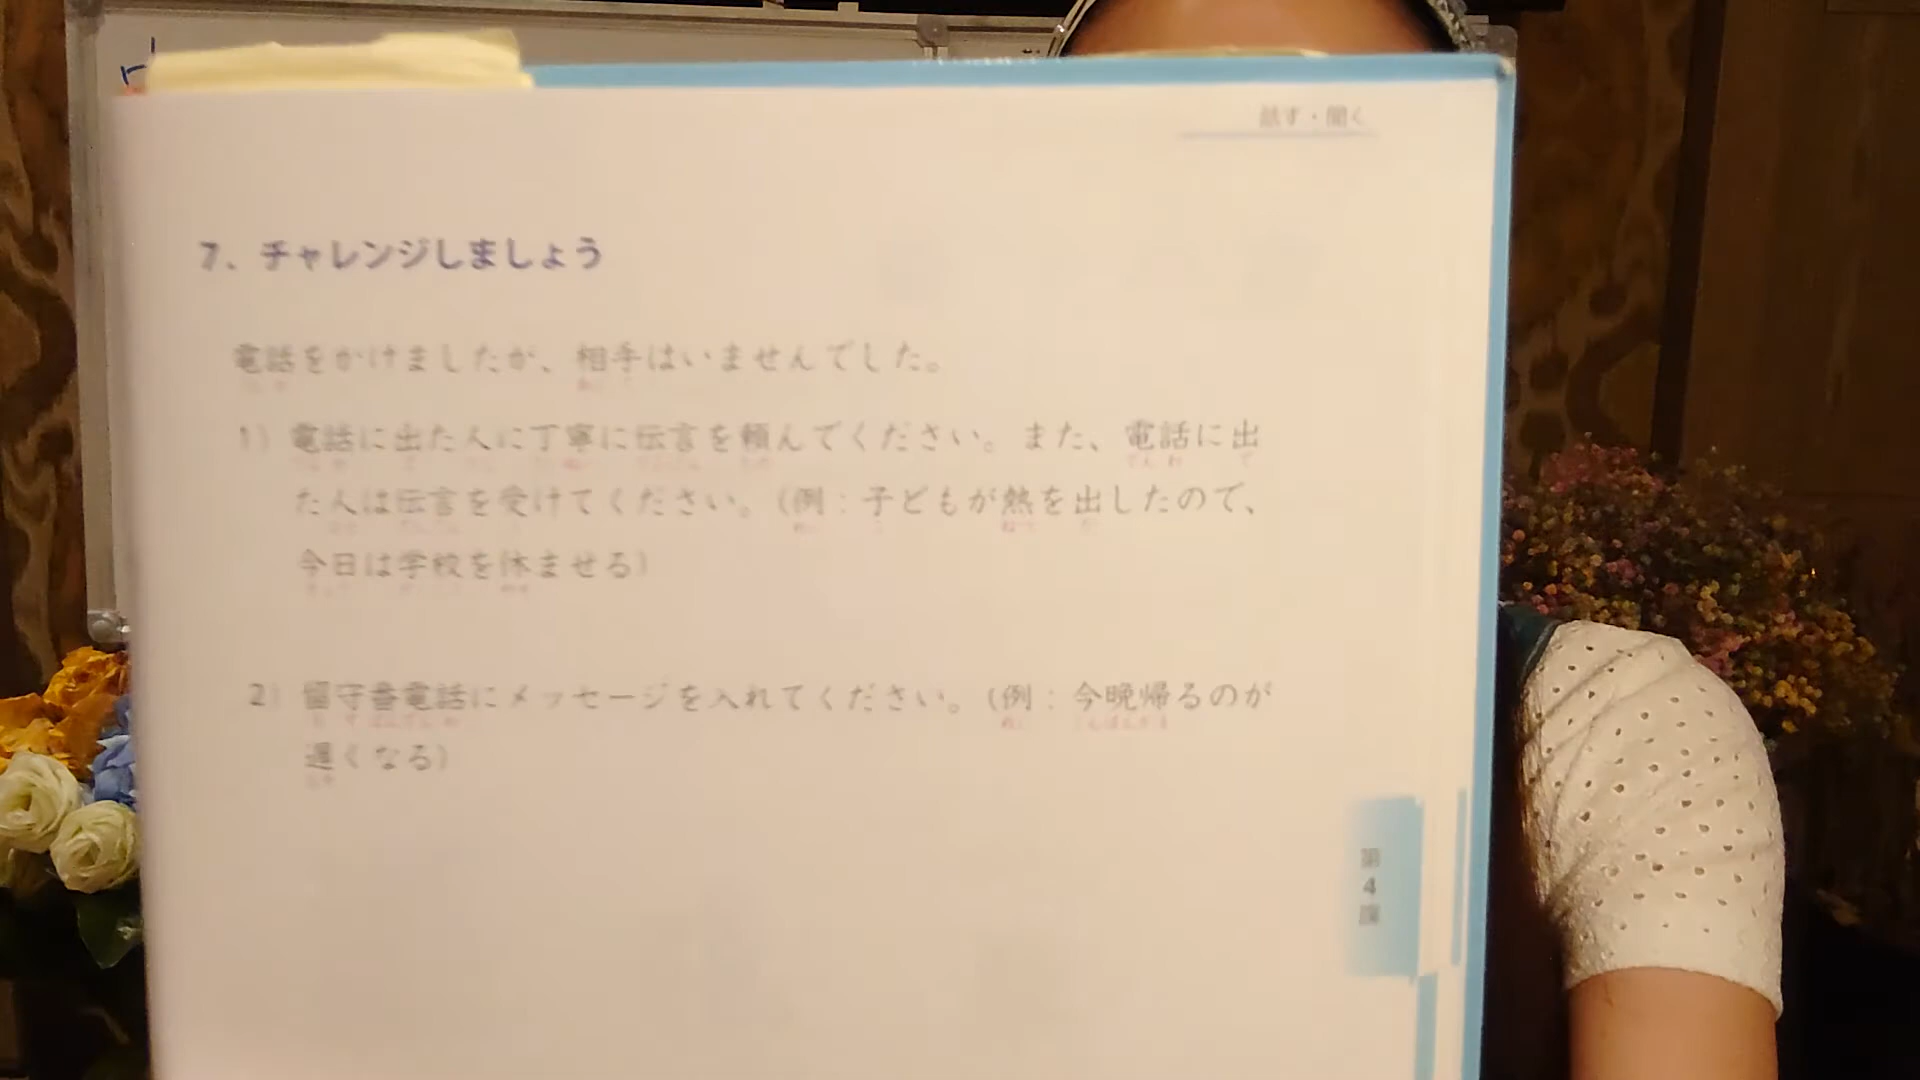 話す・聞く
7. チャレンジしましょう
電話をかけましたが、相手はいませんでした。
1) 電話に出た人に丁寧に伝言を頼んでください。また、電話に出
た人は伝言を受けてください。(例：子どもが熱を出したので、
今日は学校を休ませる)
2) 留守番電話にメッセージを入れてください。(例：今晩帰るのが
遅くなる)
第4課